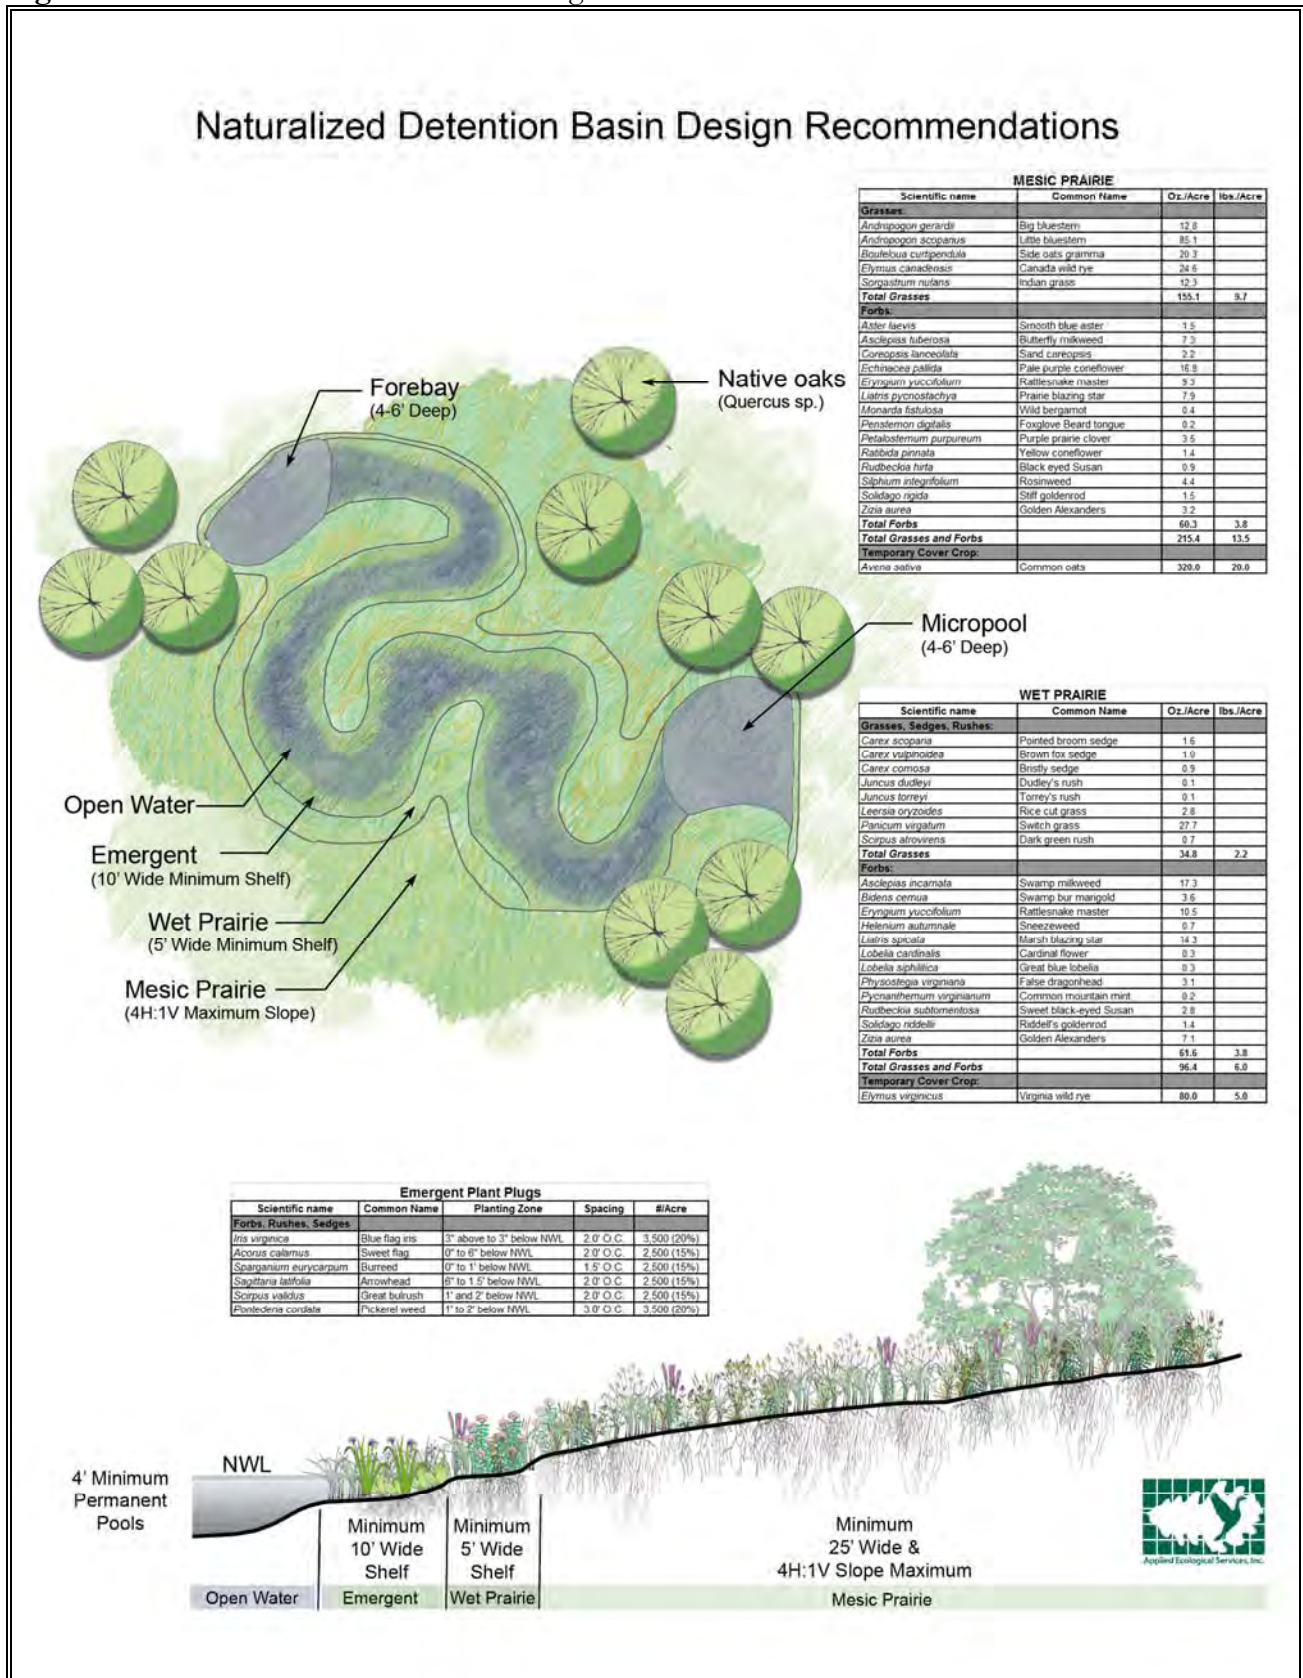 Naturalized Detention Basin Design Recommendations
MESIC PRAIRIE
Scientific name Common Name Oz./Acre lbs./Acre
Grasses:
Andropogon gerardii Big bluestem 12.8
Andropogon scoparius Little bluestem 85.1
Bouteloua curtipendula Side oats gramma 20.3
Elymus canadensis Canada wild rye 24.6
Sorgastrum nutans Indian grass 12.3
Total Grasses 155.1 9.7
Forbs:
Aster laevis Smooth blue aster 1.5
Asclepias tuberosa Butterfly milkweed 7.3
Coreopsis lanceolata Sand coreopsis 2.2
Echinacea pallida Pale purple coneflower 16.8
Eryngium yuccifolium Rattlesnake master 9.3
Liatris pycnostachya Prairie blazing star 7.9
Monarda fistulosa Wild bergamot 0.4
Penstemon digitalis Foxglove Beard tongue 0.2
Petalostemum purpureum Purple prairie clover 3.5
Ratibida pinnata Yellow coneflower 1.4
Rudbeckia hirta Black eyed Susan 0.9
Silphium integrifolium Rosinweed 4.4
Solidago rigida Stiff goldenrod 1.5
Zizia aurea Golden Alexanders 3.2
Total Forbs 60.3 3.8
Total Grasses and Forbs 215.4 13.5
Temporary Cover Crop:
Avena sativa Common oats 320.0 20.0
Forebay
(4-6' Deep)
Native oaks
(Quercus sp.)
Micropool
(4-6' Deep)
Open Water
Emergent
(10' Wide Minimum Shelf)
Wet Prairie
(5' Wide Minimum Shelf)
Mesic Prairie
(4H:1V Maximum Slope)
WET PRAIRIE
Scientific name Common Name Oz./Acre lbs./Acre
Grasses, Sedges, Rushes:
Carex scoparia Pointed broom sedge 1.6
Carex vulpinoidea Brown fox sedge
Carex comosa Bristly sedge 0.9
Juncus dudleyi Dudley's rush 0.1
Juncus torreyi Torrey's rush 0.1
Leersia oryzoides Rice cut grass 2.8
Panicum virgatum Switch grass 27.7
Scirpus atrovirens Dark green rush 0.7
Total Grasses 34.8 2.2
Forbs:
Asclepias incarnata Swamp milkweed 17.3
Bidens cernua Swamp bur marigold 3.6
Eryngium yuccifolium Rattlesnake master 10.5
Helenium autumnale Sneezeweed 0.7
Liatris spicata Marsh blazing star 14.3
Lobelia cardinalis Cardinal flower 0.3
Lobelia siphilitica Great blue lobelia 0.3
Physostegia virginiana False dragonhead 3.1
Pycnanthemum virginianum Common mountain mint 0.2
Rudbeckia subtomentosa Sweet black-eyed Susan 2.8
Solidago riddellii Riddell's goldenrod 1.4
Zizia aurea Golden Alexanders 7.1
Total Forbs 61.6 3.8
Total Grasses and Forbs 96.4 6.0
Temporary Cover Crop:
Elymus virginicus Virginia wild rye 80.0 5.0
Emergent Plant Plugs
Scientific name Common Name Planting Zone Spacing #/Acre
Forbs, Rushes, Sedges
Iris virginica Blue flag iris 3" above to 3" below NWL 2.0' O.C. 3,500 (20%)
Acorus calamus Sweet flag 0" to 6" below NWL 2.0' O.C. 2,500 (15%)
Sparganium eurycarpum Burreed 0" to 1' below NWL 1.5' O.C. 2,500 (15%)
Sagittaria latifolia Arrowhead 6" to 1.5' below NWL 2.0' O.C. 2,500 (15%)
Scirpus validus Great bulrush 1' and 2' below NWL 2.0' O.C. 2,500 (15%)
Pontederia cordata Pickerel weed 1' to 2' below NWL 3.0' O.C. 3,500 (20%)
NWL
4' Minimum
Permanent
Pools
Minimum
10' Wide
Shelf
Minimum
5' Wide
Shelf
Minimum
25' Wide &
4H:1V Slope Maximum
Applied Ecological Services, Inc.
Open Water Emergent Wet Prairie Mesic Prairie